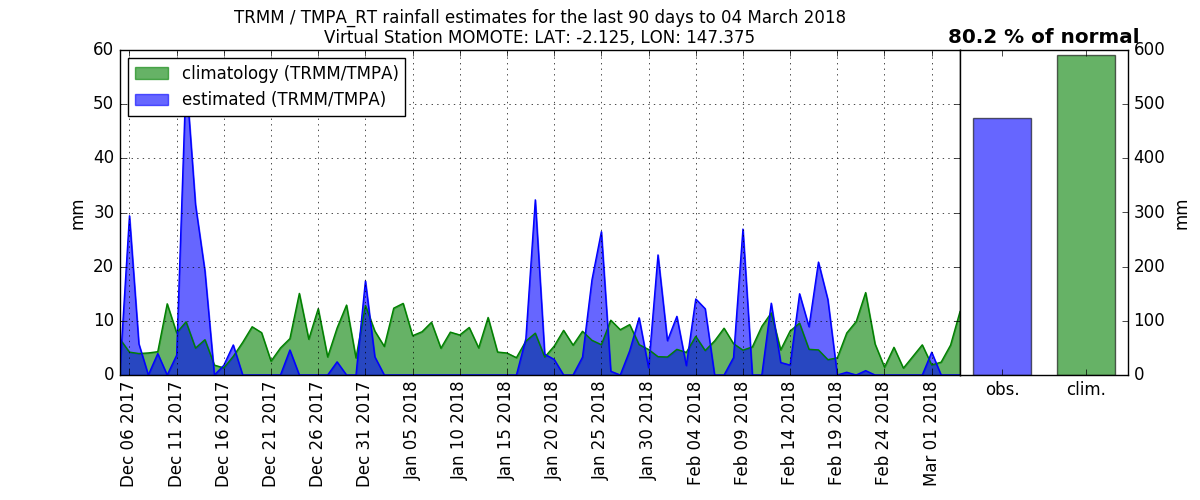 TRMM / TMPA_RT rainfall estimates for the last 90 days to 04 March 2018
Virtual Station MOMOTE: LAT: -2.125, LON: 147.375
80.2 % of normal
climatology (TRMM/TMPA)
estimated (TRMM/TMPA)
60
50
40
30
20
10
0
mm
Dec 06 2017
Dec 11 2017
Dec 16 2017
Dec 21 2017
Dec 26 2017
Dec 31 2017
Jan 05 2018
Jan 10 2018
Jan 15 2018
Jan 20 2018
Jan 25 2018
Jan 30 2018
Feb 04 2018
Feb 09 2018
Feb 14 2018
Feb 19 2018
Feb 24 2018
Mar 01 2018
obs.
clim.
600
500
400
300
200
100
0
mm